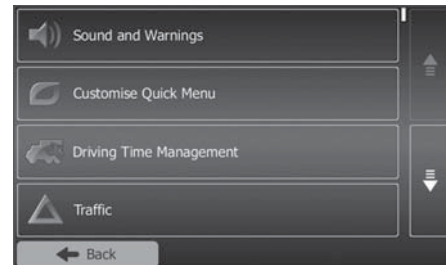 Sound and Warnings
Customise Quick Menu
Driving Time Management
Traffic
Back